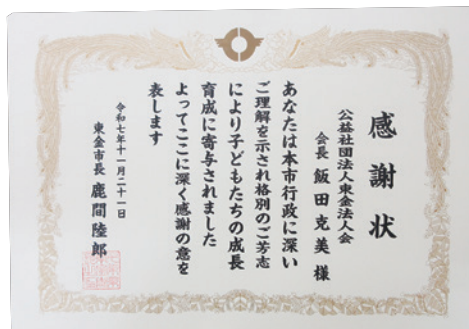 感謝状
公益社団法人東金法人会
会長 飯田克美 様
あなたは本市行政に深い
ご理解を示され格別のご芳志
により子どもたちの成長
育成に寄与されました
よってここに深く感謝の意を
表します
令和七年十一月二十一日
東金市長 鹿間陸郎